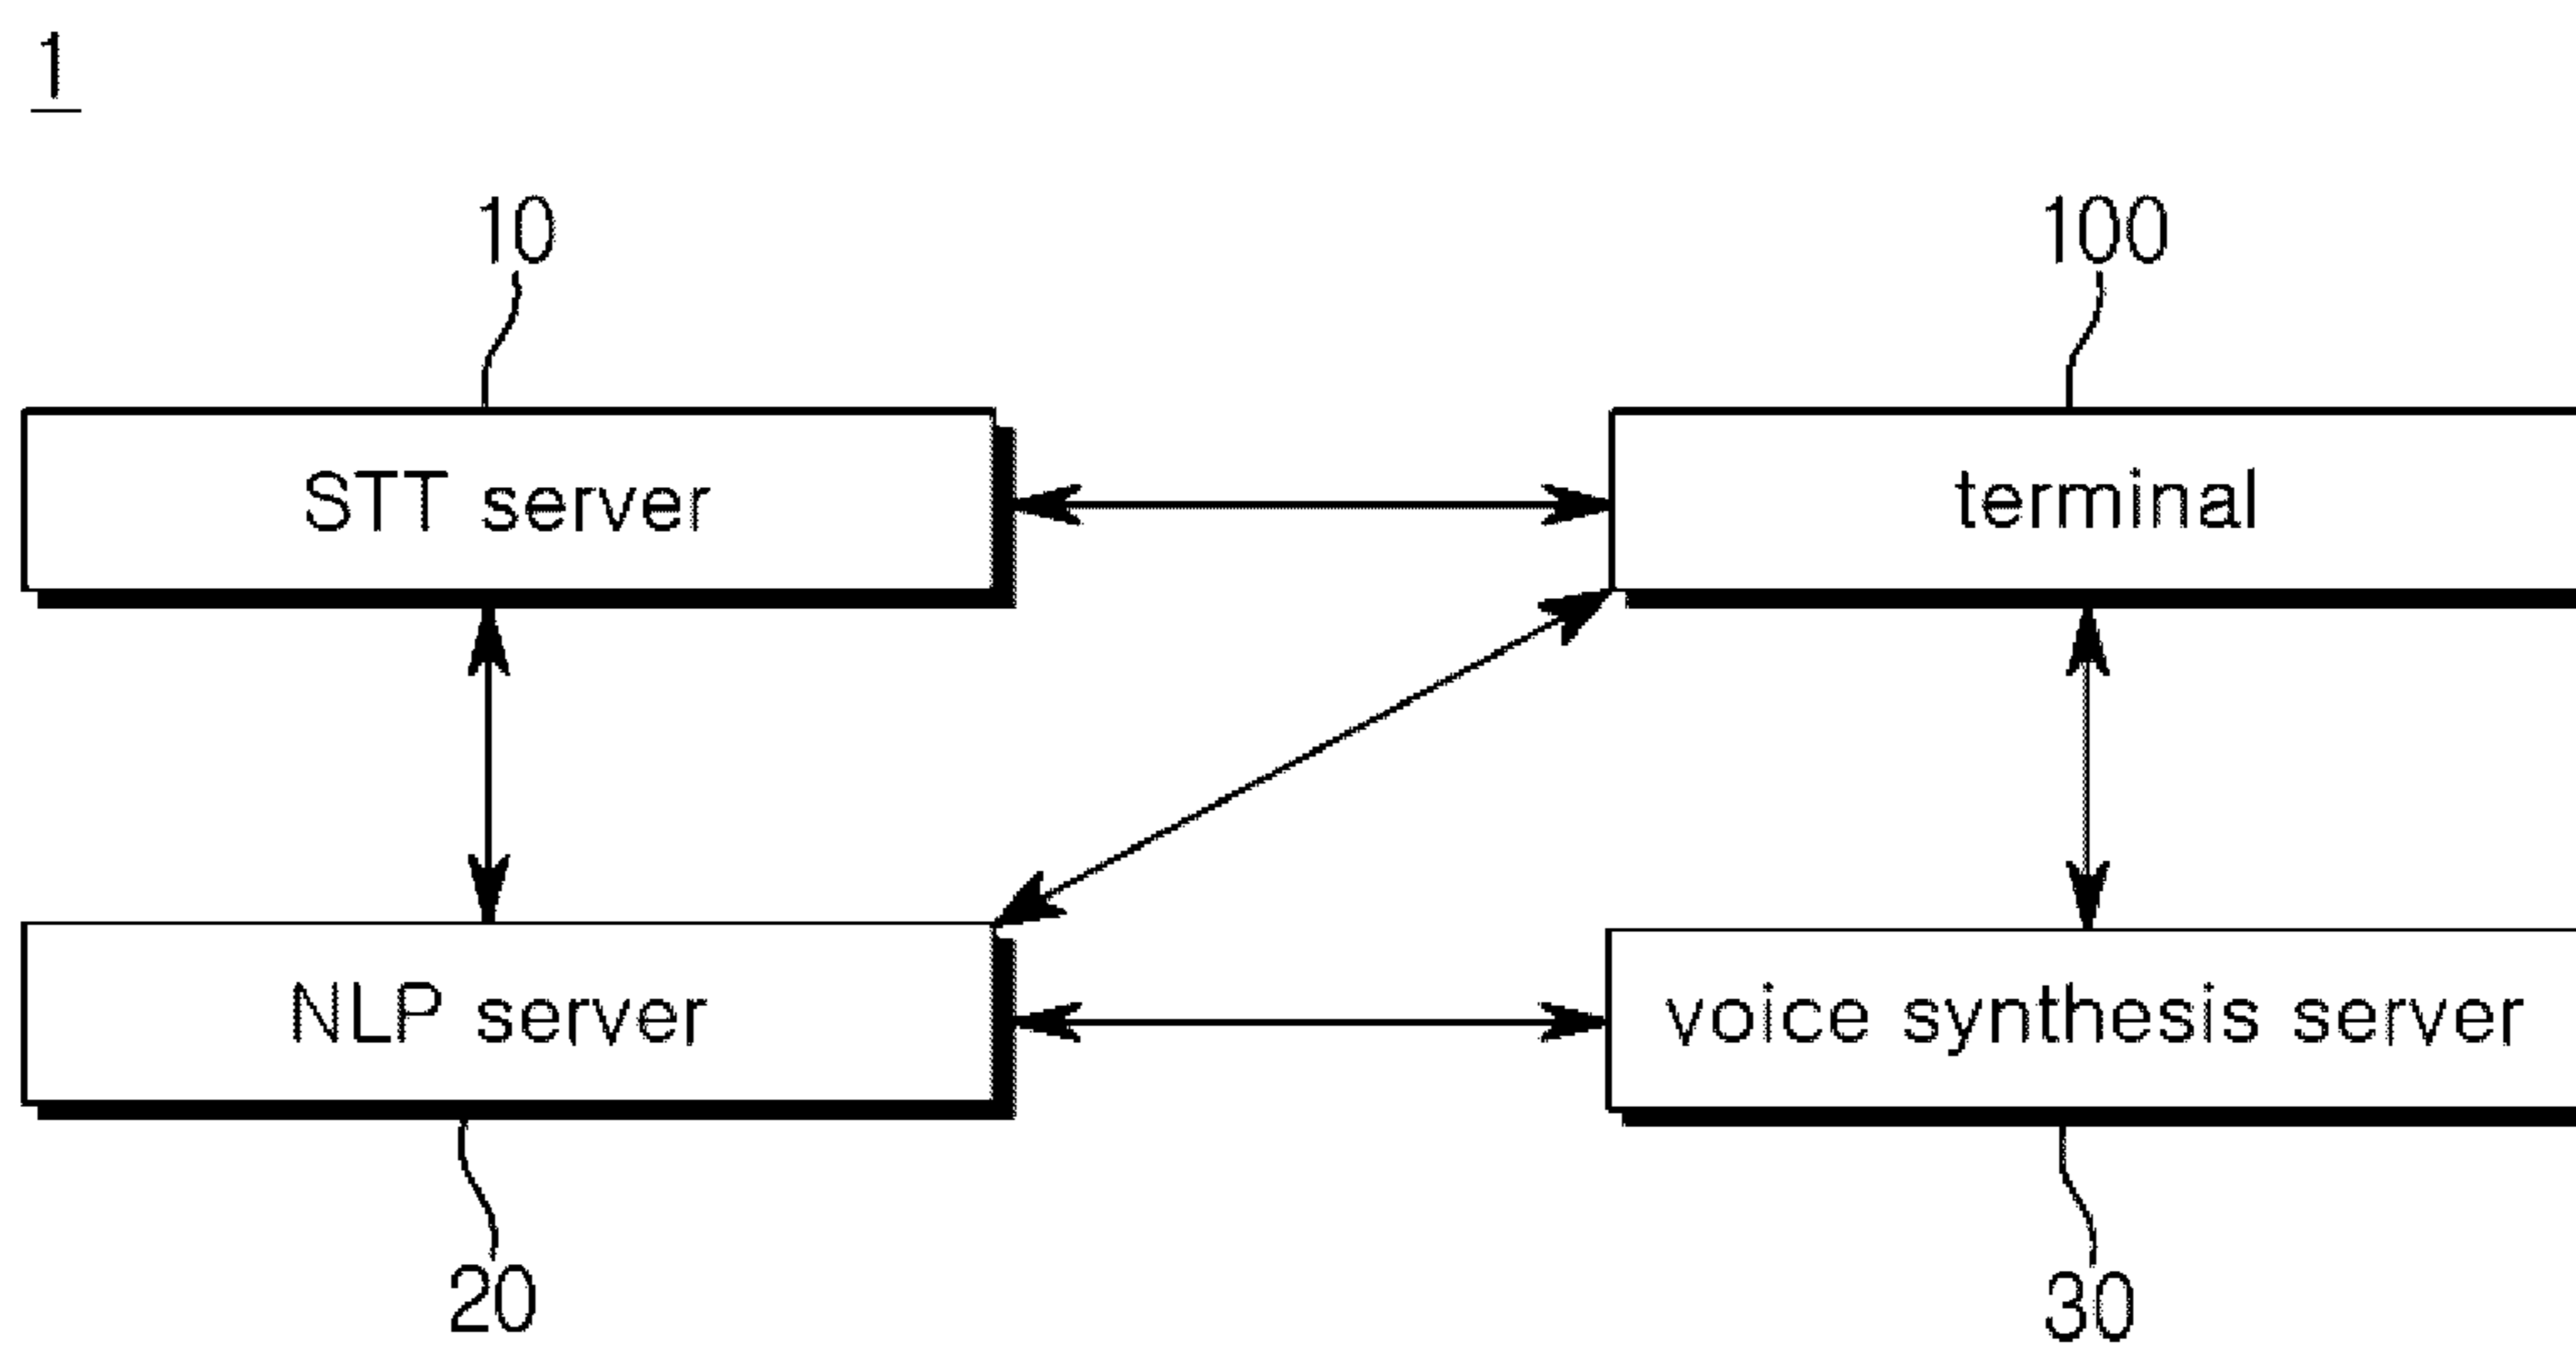 1
10
100
STT server
terminal
NLP server
voice synthesis server
20
30